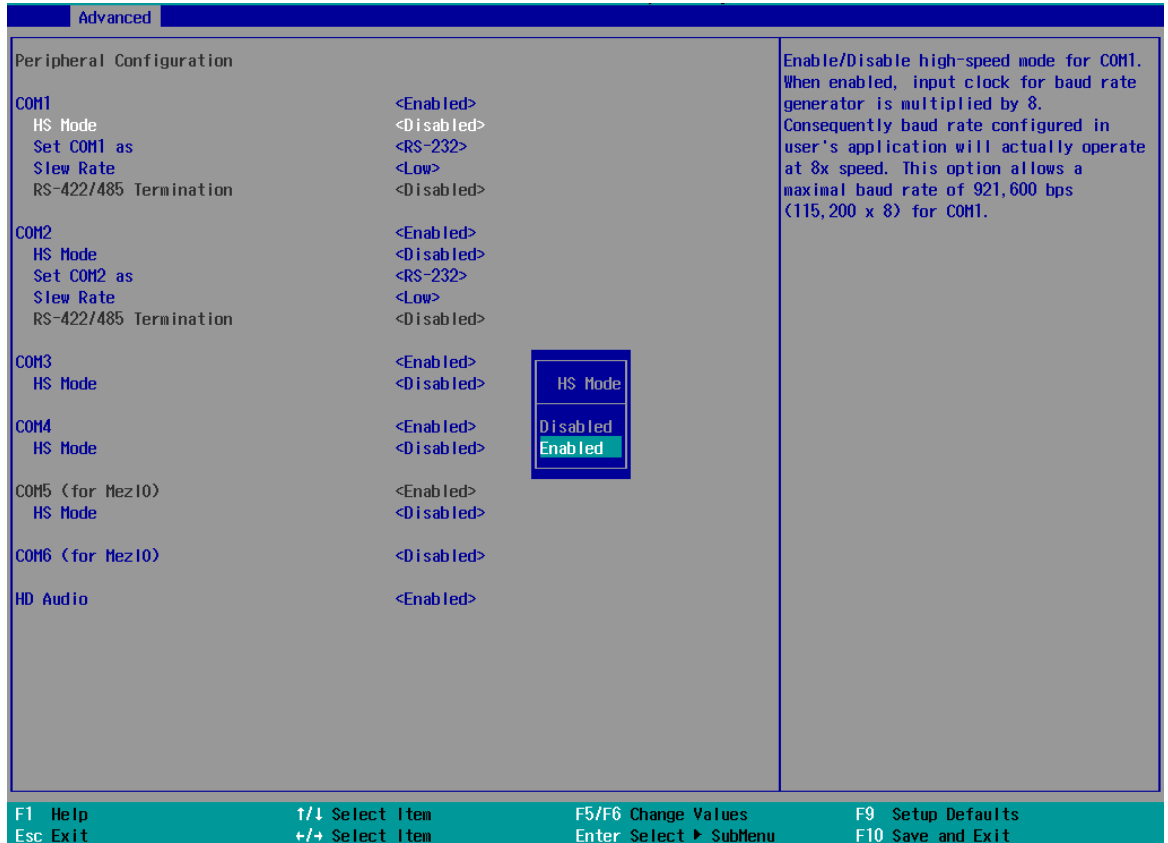 Advanced
Peripheral Configuration
COM1 <Enabled>
HS Mode <Disabled>
Set COM1 as <RS-232>
Slew Rate <Low>
RS-422/485 Termination <Disabled>
COM2 <Enabled>
HS Mode <Disabled>
Set COM2 as <RS-232>
Slew Rate <Low>
RS-422/485 Termination <Disabled>
COM3 <Enabled>
HS Mode <Disabled>
COM4 <Enabled>
HS Mode <Disabled>
COM5 (for MezIO) <Enabled>
HS Mode <Disabled>
COM6 (for MezIO) <Disabled>
HD Audio <Enabled>
HS Mode
Disabled
Enabled
Enable/Disable high-speed mode for COM1.
When enabled, input clock for baud rate
generator is multiplied by 8.
Consequently baud rate configured in
user's application will actually operate
at 8x speed. This option allows a
maximal baud rate of 921,600 bps
(115,200 x 8) for COM1.
F1 Help ↑/↓ Select Item F5/F6 Change Values F9 Setup Defaults
Esc Exit ←/→ Select Item Enter Select ▶ SubMenu F10 Save and Exit